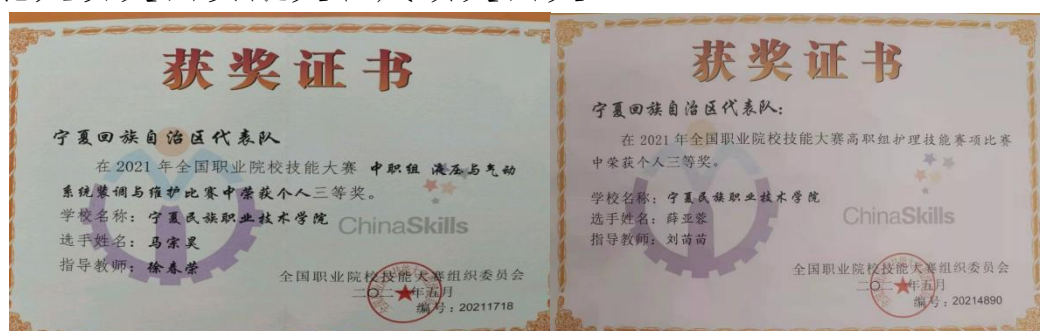 获奖证书
宁夏回族自治区代表队
在 2021 年全国职业院校技能大赛 中职组 液压与气动
系统装调与维护比赛中荣获个人三等奖。
学校名称：宁夏民族职业技术学院
选手姓名：马宗昊
指导教师：徐春荣
ChinaSkills
全国职业院校技能大赛组织委员会
二〇二一年五月
编号：20211718
获奖证书
宁夏回族自治区代表队：
在 2021 年全国职业院校技能大赛高职组护理技能赛项比赛
中荣获个人三等奖。
学校名称：宁夏民族职业技术学院
选手姓名：薛亚蓉
指导教师：刘苗苗
ChinaSkills
全国职业院校技能大赛组织委员会
二〇二一年五月
编号：20214890